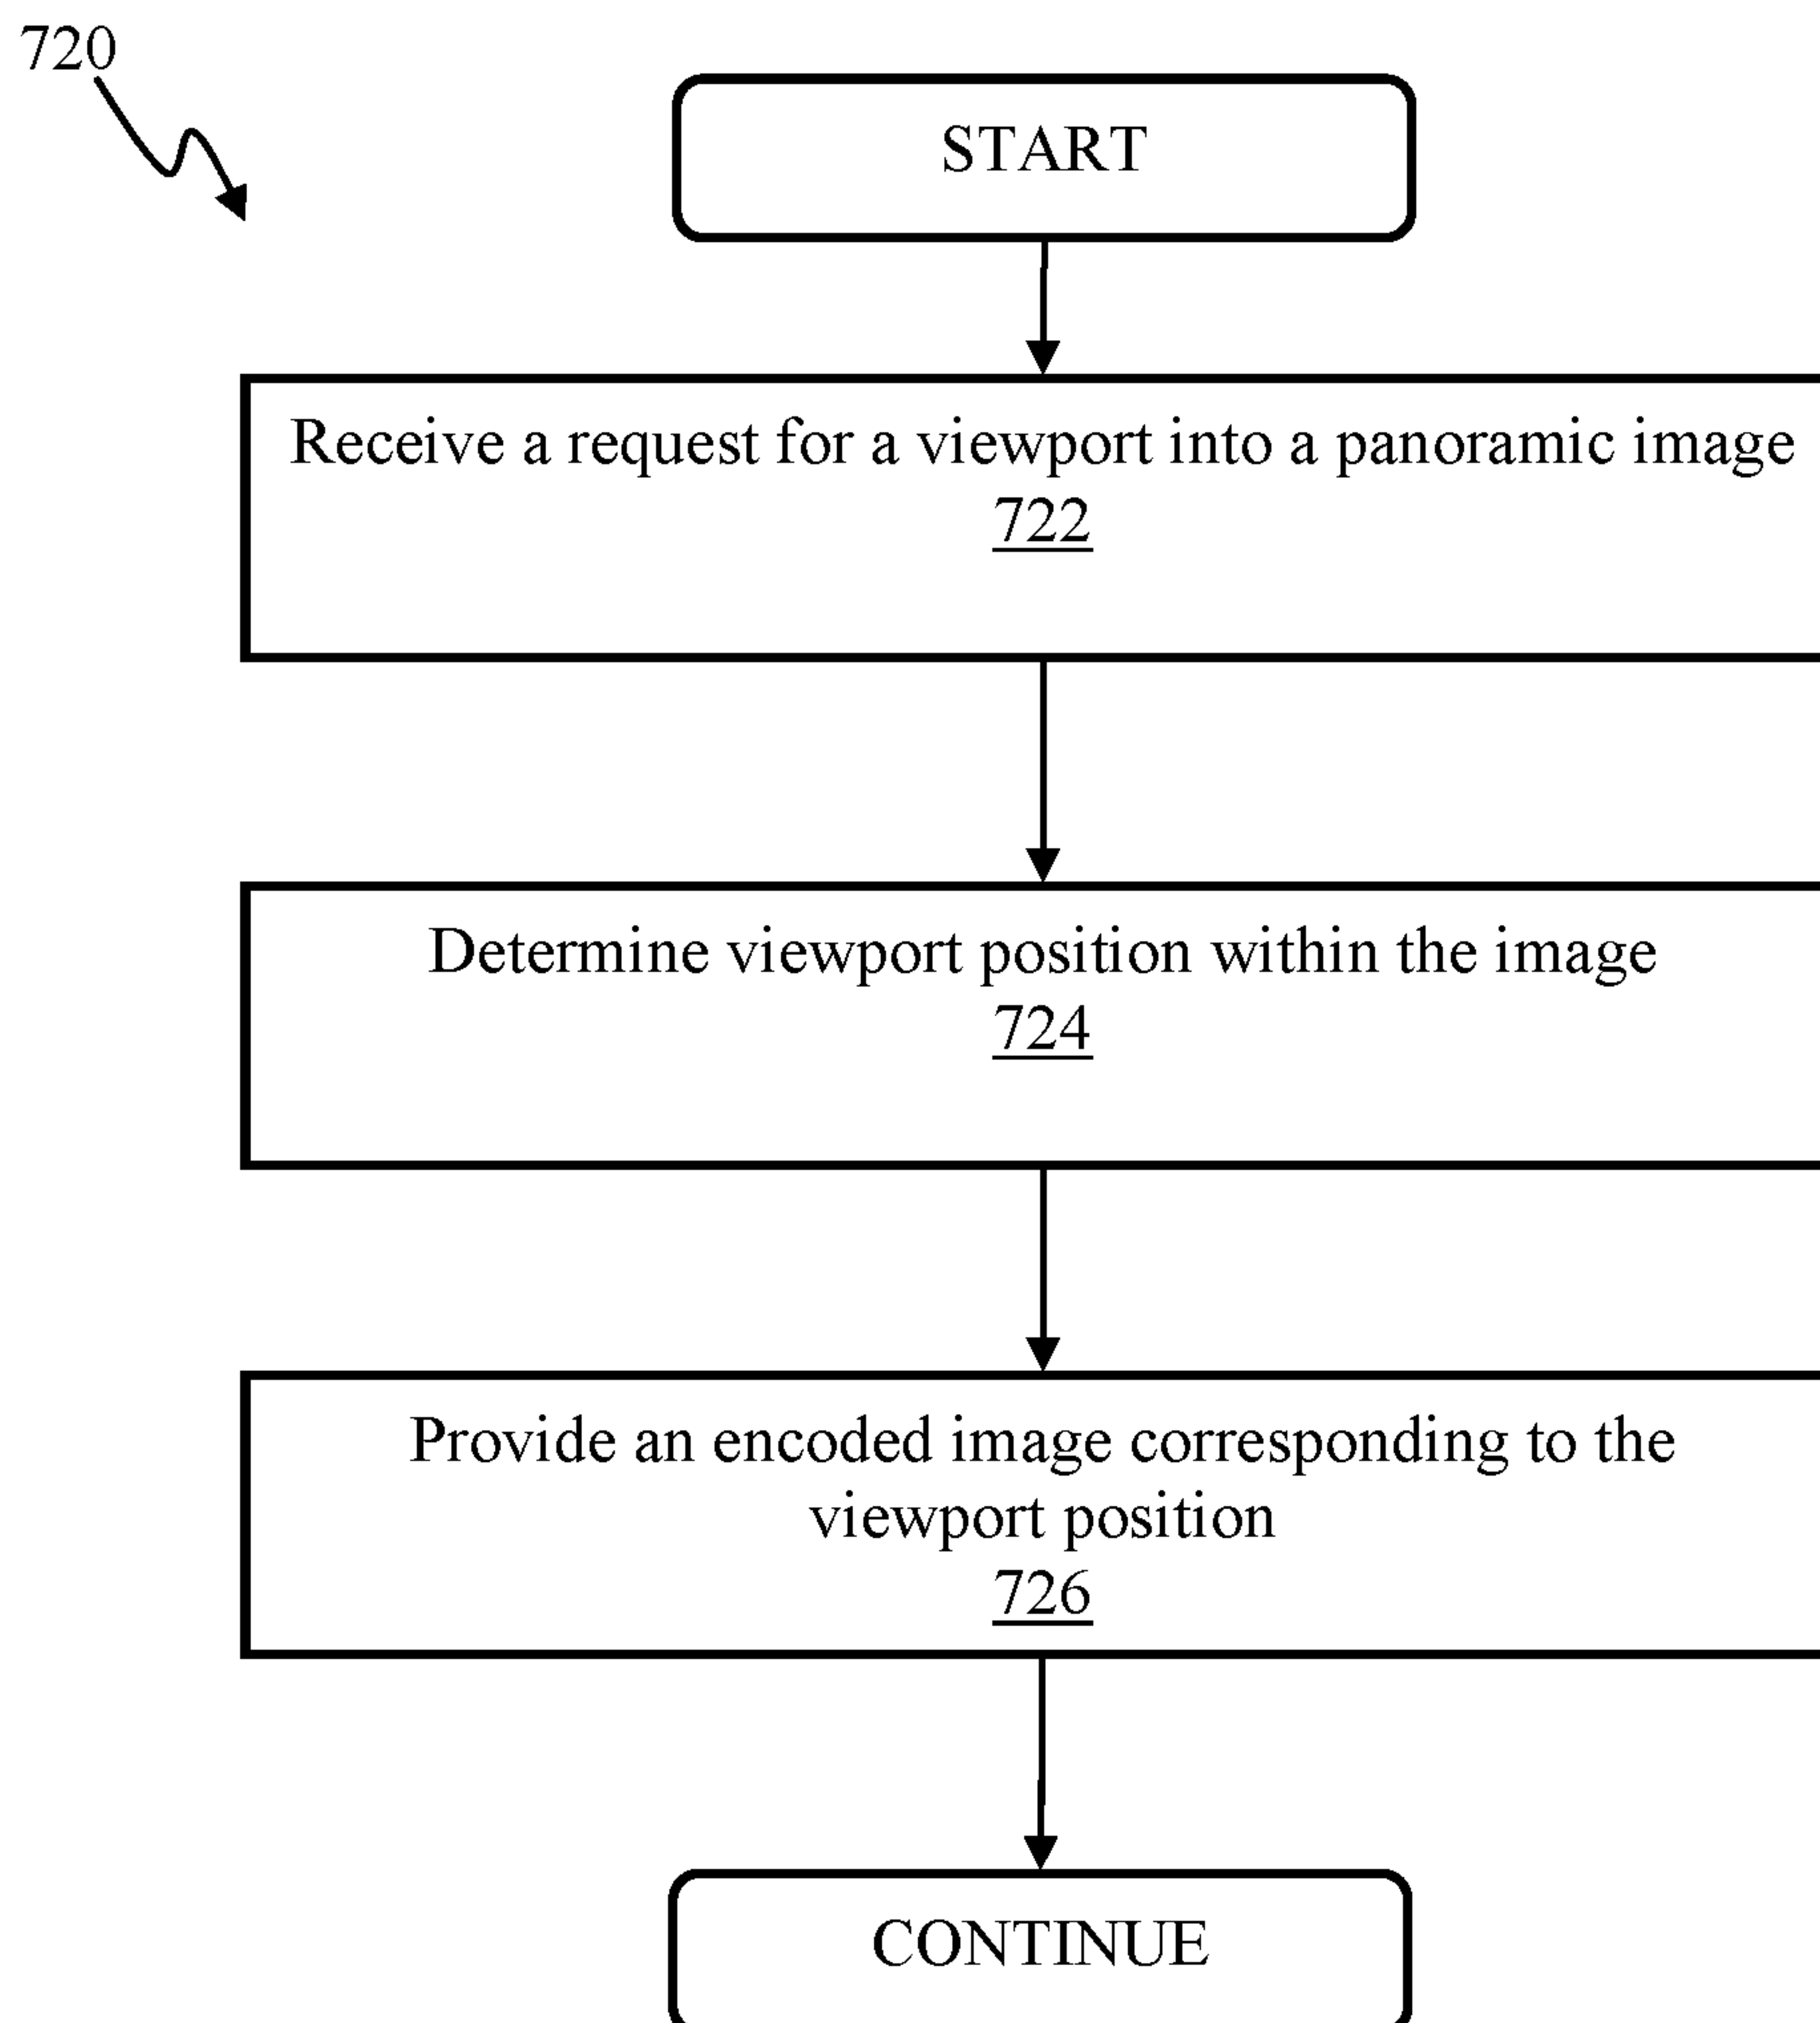 720
START
Receive a request for a viewport into a panoramic image
722
Determine viewport position within the image
724
Provide an encoded image corresponding to the
viewport position
726
CONTINUE